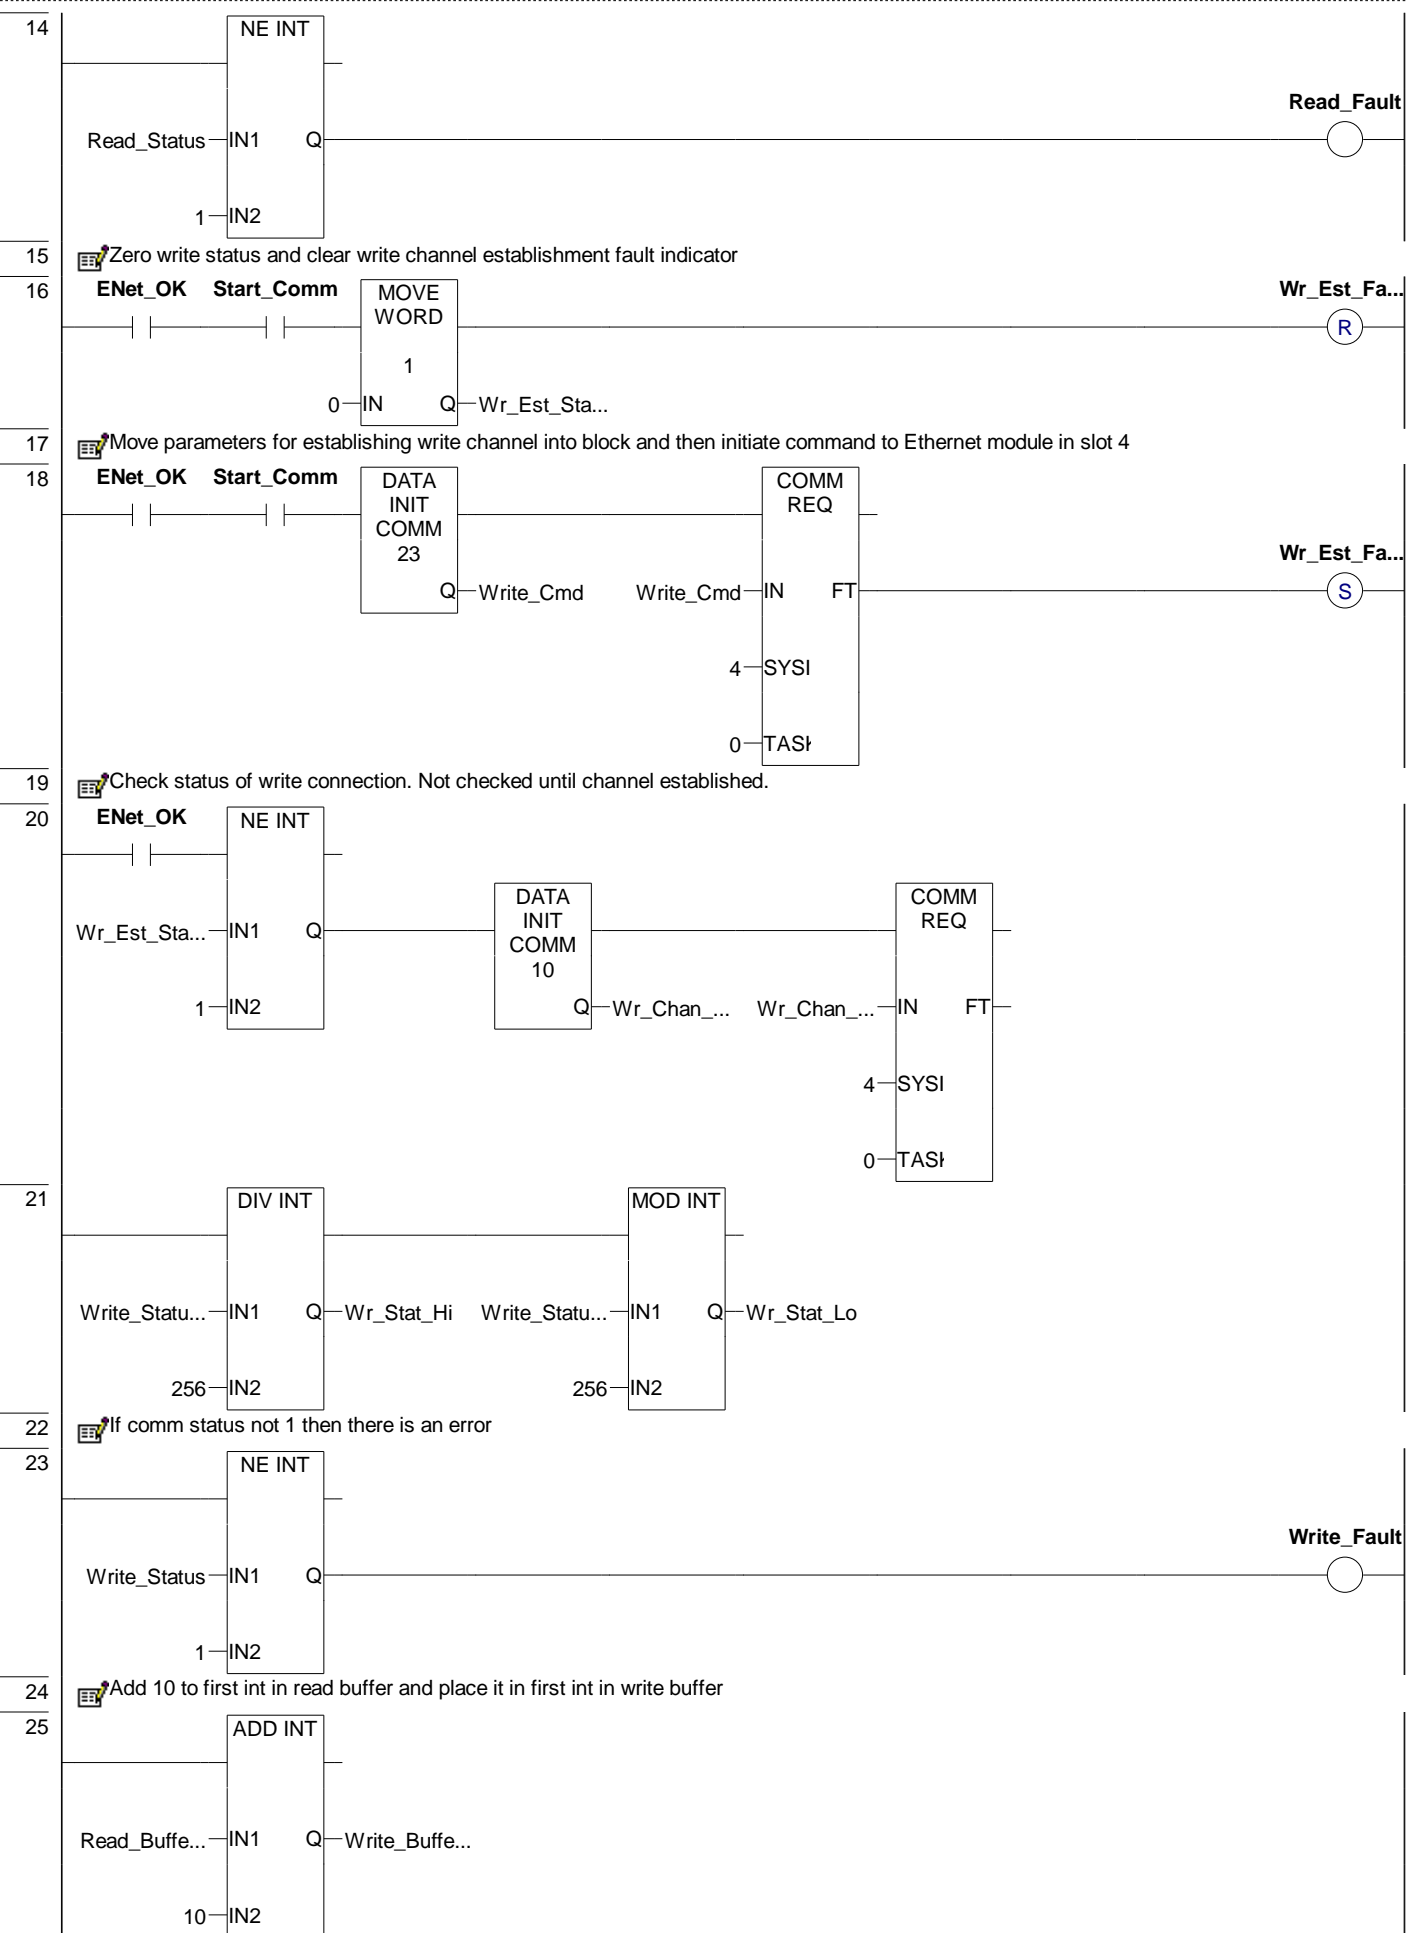 14
NE INT
Read_Fault
Read_Status IN1 Q
1 IN2
15 Zero write status and clear write channel establishment fault indicator
16 ENet_OK Start_Comm MOVE Wr_Est_Fa...
WORD
R
1
0 IN Q Wr_Est_Sta...
17 Move parameters for establishing write channel into block and then initiate command to Ethernet module in slot 4
18 ENet_OK Start_Comm DATA COMM
INIT REQ
COMM
23 Wr_Est_Fa...
Q Write_Cmd Write_Cmd IN FT S
4 SYSI
0 TASK
19 Check status of write connection. Not checked until channel established.
20 ENet_OK NE INT
DATA COMM
INIT REQ
Wr_Est_Sta... IN1 Q
COMM
10
1 IN2 Q Wr_Chan_... Wr_Chan_... IN FT
4 SYSI
0 TASK
21 DIV INT MOD INT
Write_Statu... IN1 Q Wr_Stat_Hi Write_Statu... IN1 Q Wr_Stat_Lo
256 IN2 256 IN2
22 If comm status not 1 then there is an error
23 NE INT
Write_Fault
Write_Status IN1 Q
1 IN2
24 Add 10 to first int in read buffer and place it in first int in write buffer
25 ADD INT
Read_Buffe... IN1 Q Write_Buffe...
10 IN2